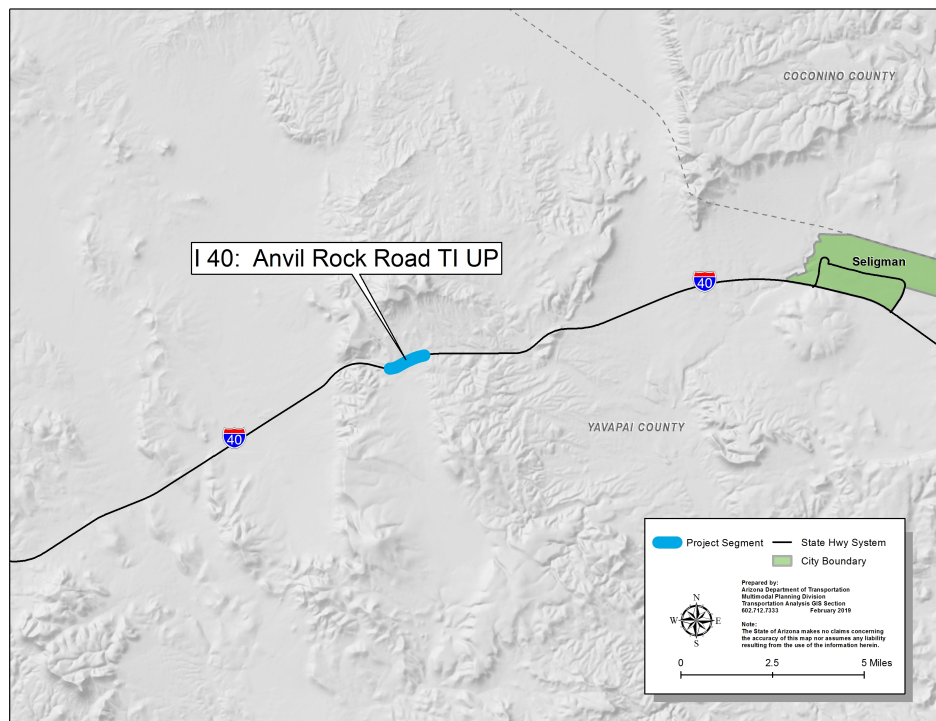 COCONINO COUNTY
I 40:  Anvil Rock Road TI UP
Seligman
40
40
YAVAPAI COUNTY
Project Segment
State Hwy System
City Boundary
Prepared by:
Arizona Department of Transportation
Multimodal Planning Division
Transportation Analysis GIS Section
602.712.7333 February 2019
N
W E
S
Note:
The State of Arizona makes no claims concerning
the accuracy of this map nor assumes any liability
resulting from the use of the information herein.
0 2.5 5 Miles